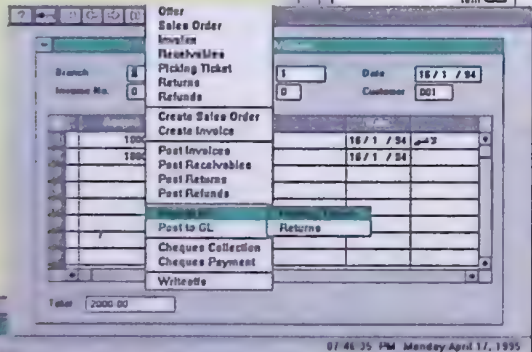 Offer
Sales Order
Invoice
Receivables
Picking Ticket
Returns
Refunds
Create Sales Order
Create Invoice
Post Invoices
Post Receivables
Post Returns
Post Refunds
Post to GL
Returns
Cheques Collection
Cheques Payment
Writeoffs
Branch
1
Date
16/1 /94
Invoice No.
0
0
Customer
001
16/1 /94
لاشيء
16/1 /94
Total
2000.00
07:46:35 PM Monday April 17, 1995